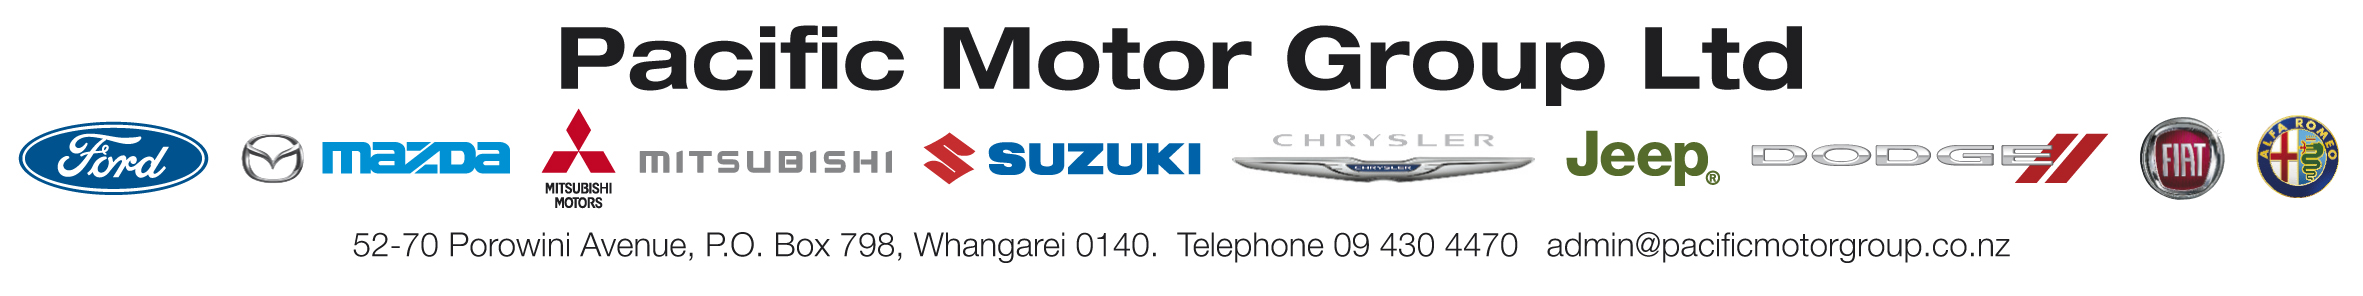 Pacific Motor Group Ltd
Ford mazda MITSUBISHI MOTORS MITSUBISHI SUZUKI CHRYSLER CHRYSLER Jeep® DODGE FIAT ALFA ROMEO
52-70 Porowini Avenue, P.O. Box 798, Whangarei 0140. Telephone 09 430 4470 admin@pacificmotorgroup.co.nz